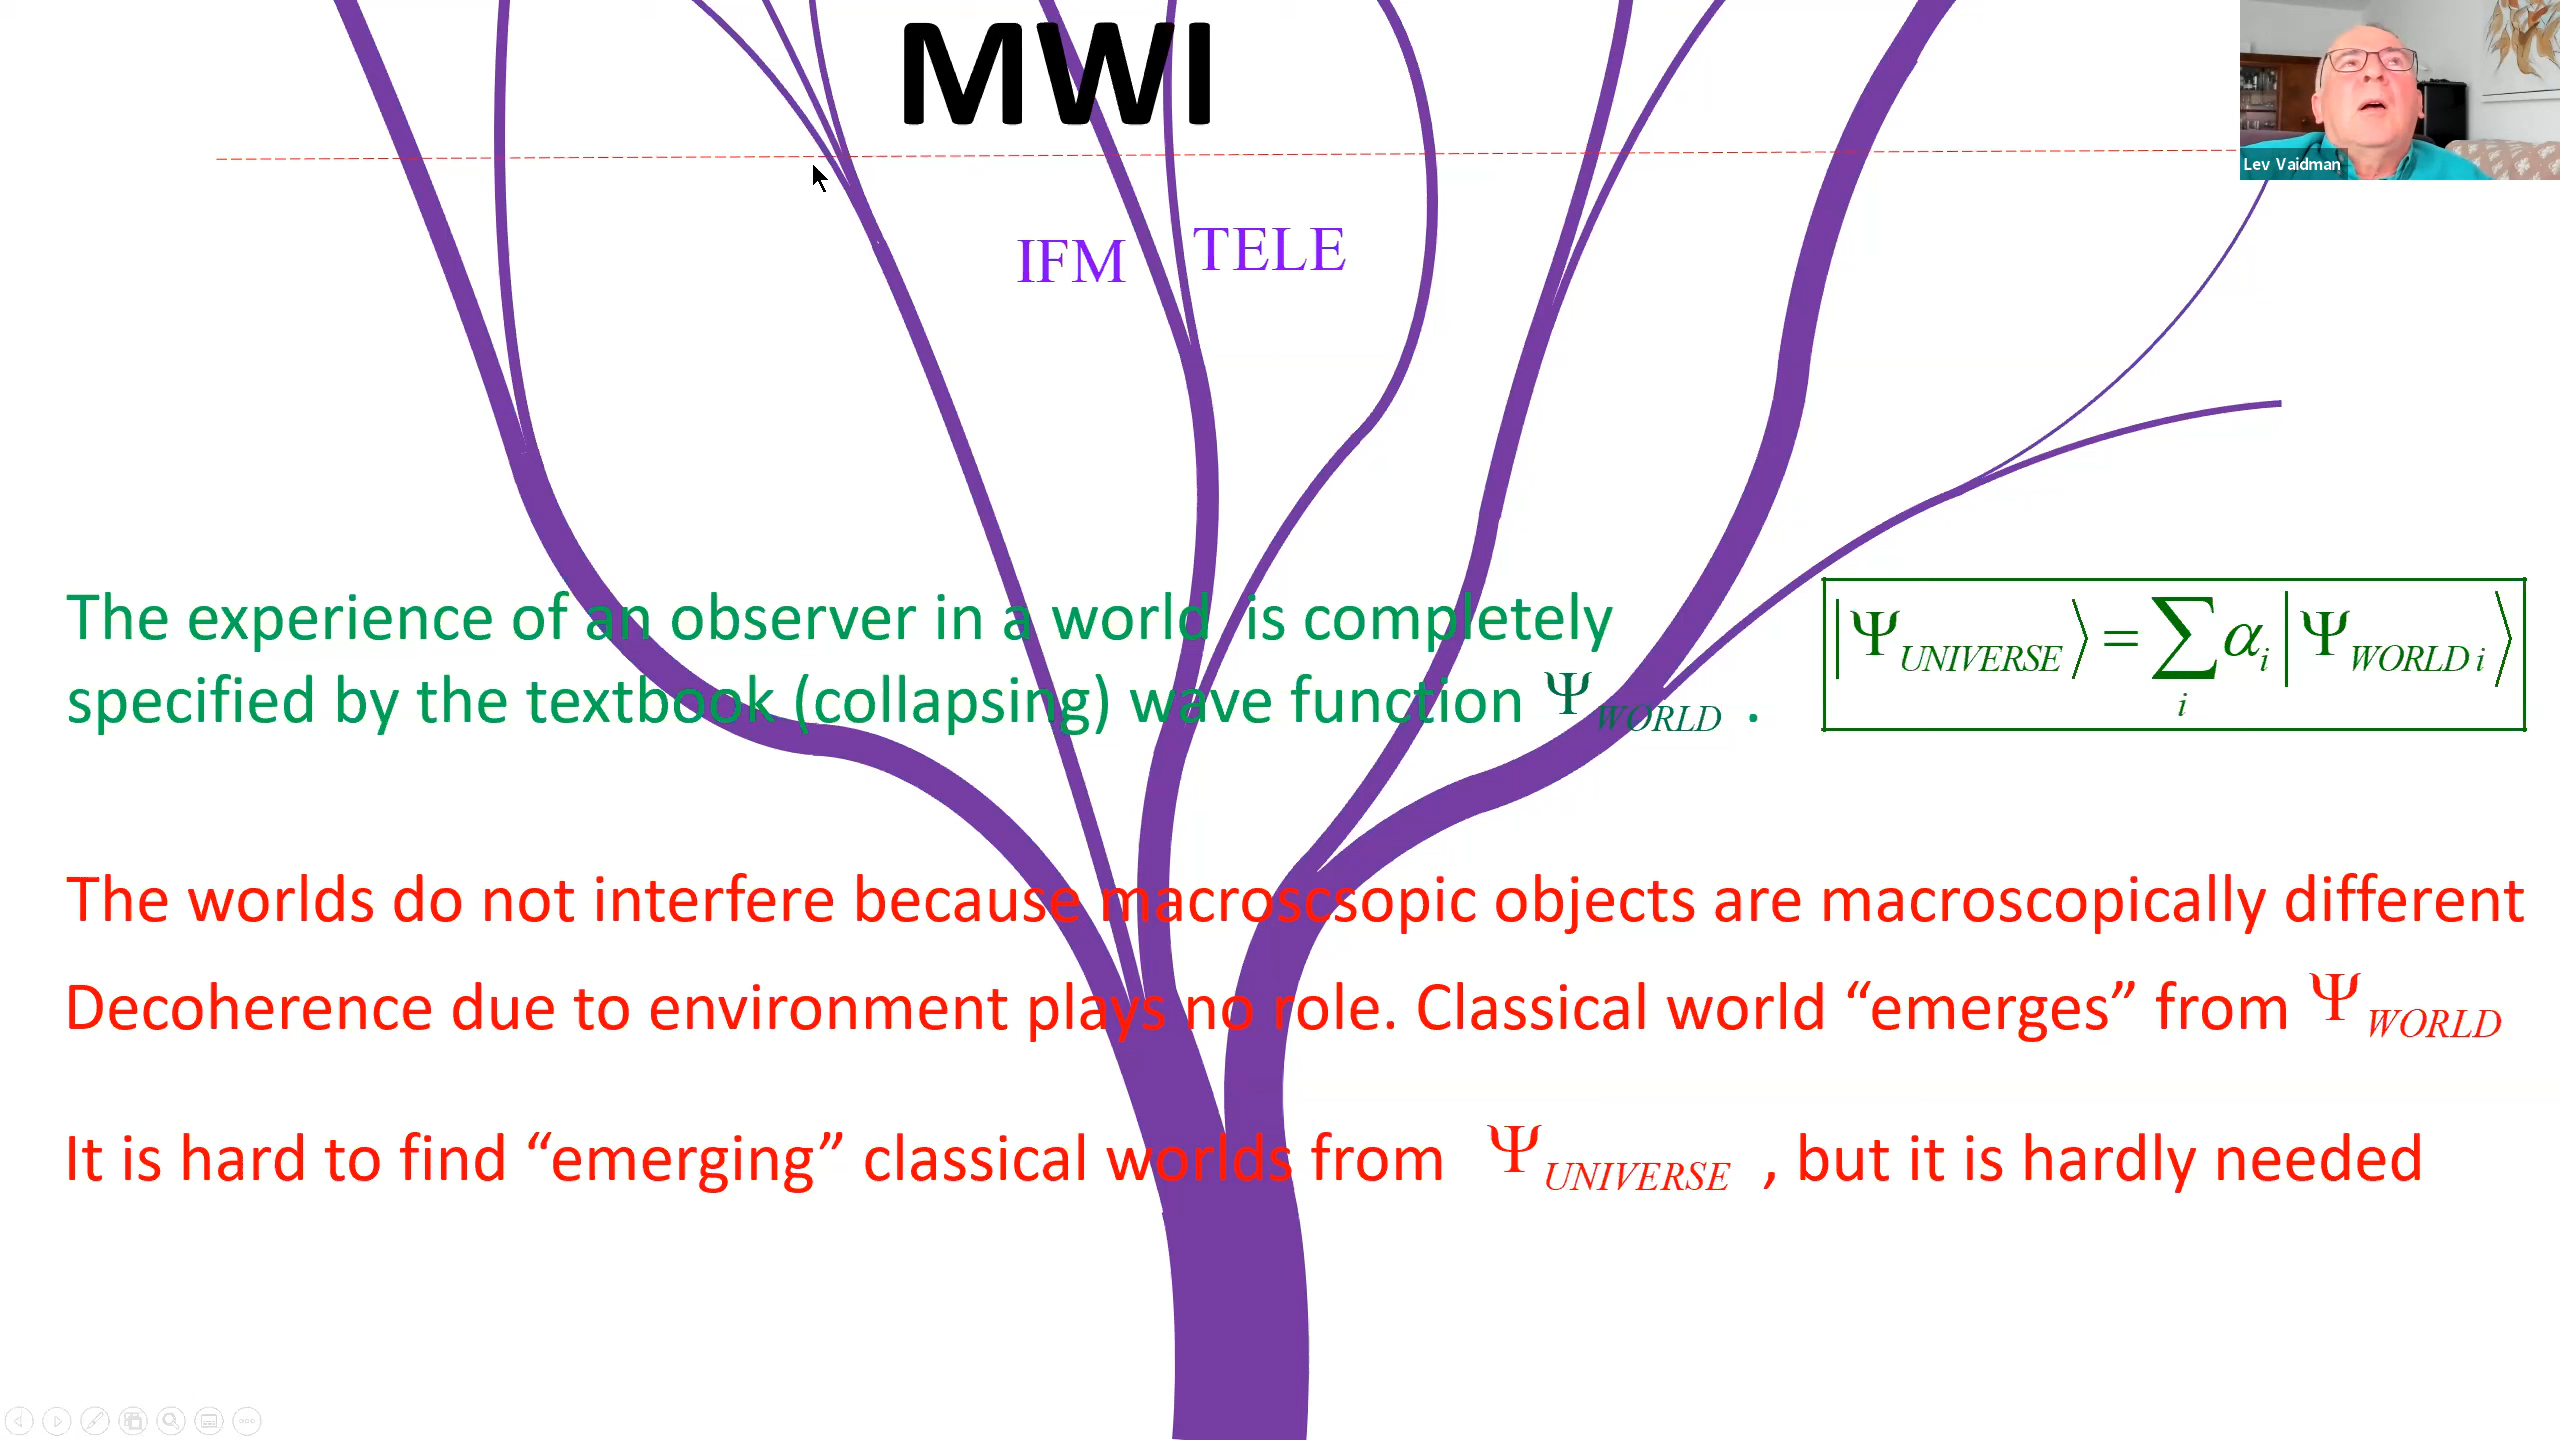 MWI
Lev Vaidman
IFM
TELE
The experience of an observer in a world is completely
specified by the textbook (collapsing) wave function Ψ_WORLD .
|Ψ_UNIVERSE⟩ = ∑_i α_i |Ψ_WORLD i⟩
The worlds do not interfere because macroscsopic objects are macroscopically different
Decoherence due to environment plays no role. Classical world “emerges” from Ψ_WORLD
It is hard to find “emerging” classical worlds from Ψ_UNIVERSE , but it is hardly needed